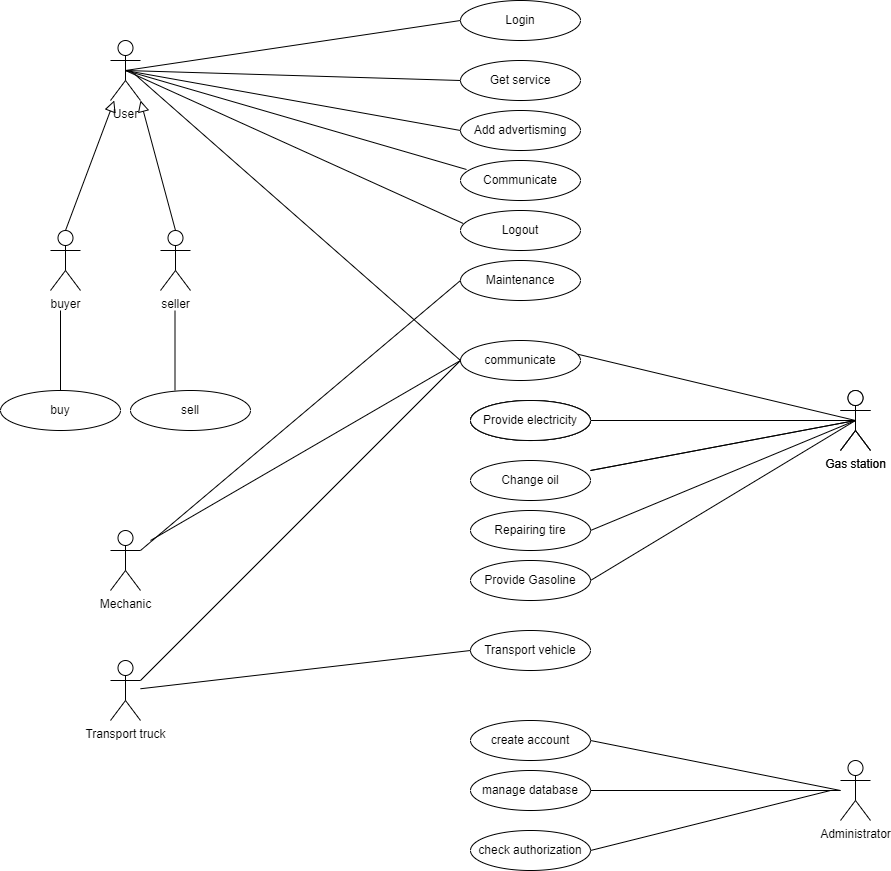 Login
Get service
User
Add advertisming
Communicate
Logout
Maintenance
buyer
seller
communicate
buy
sell
Provide electricity
Gas station
Change oil
Repairing tire
Provide Gasoline
Mechanic
Transport vehicle
Transport truck
create account
manage database
Administrator
check authorization